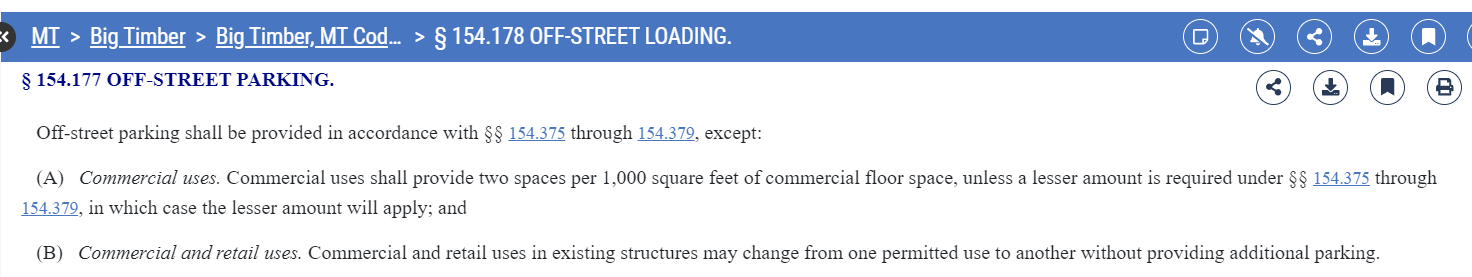 MT > Big Timber > Big Timber, MT Cod... > § 154.178 OFF-STREET LOADING.
§ 154.177 OFF-STREET PARKING.
Off-street parking shall be provided in accordance with §§ 154.375 through 154.379, except:
(A) Commercial uses. Commercial uses shall provide two spaces per 1,000 square feet of commercial floor space, unless a lesser amount is required under §§ 154.375 through
154.379, in which case the lesser amount will apply; and
(B) Commercial and retail uses. Commercial and retail uses in existing structures may change from one permitted use to another without providing additional parking.